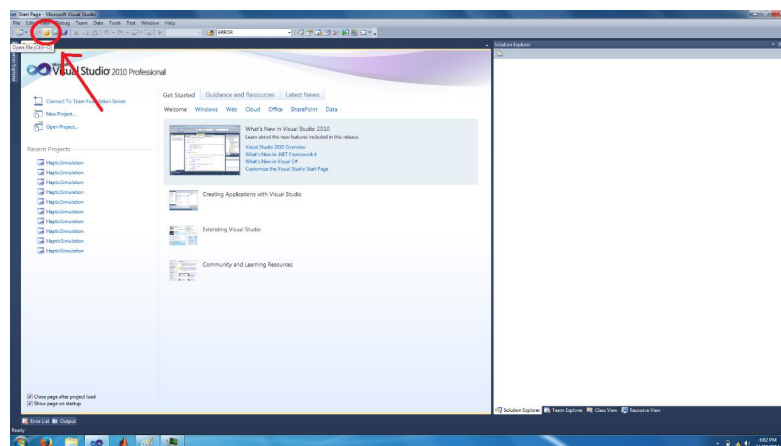 Start Page - Microsoft Visual Studio
File Edit View Debug Team Data Tools Test Window Help
ERROR
Open File (Ctrl+O)
Solution Explorer
Server Explorer
Microsoft
Visual Studio 2010 Professional
Get Started Guidance and Resources Latest News
Welcome Windows Web Cloud Office SharePoint Data
Connect To Team Foundation Server
New Project...
Open Project...
What's New in Visual Studio 2010
Learn about the new features included in this release.
Visual Studio 2010 Overview
What's New in .NET Framework 4
What's New in Visual C#
Customize the Visual Studio Start Page
Recent Projects
HapticSimulation
HapticSimulation
HapticSimulation
HapticSimulation
HapticSimulation
HapticSimulation
HapticSimulation
HapticSimulation
HapticSimulation
HapticSimulation
Creating Applications with Visual Studio
Extending Visual Studio
Community and Learning Resources
Close page after project load
Show page on startup
Solution Explorer Team Explorer Class View Resource View
Error List Output
Ready
4:02 PM